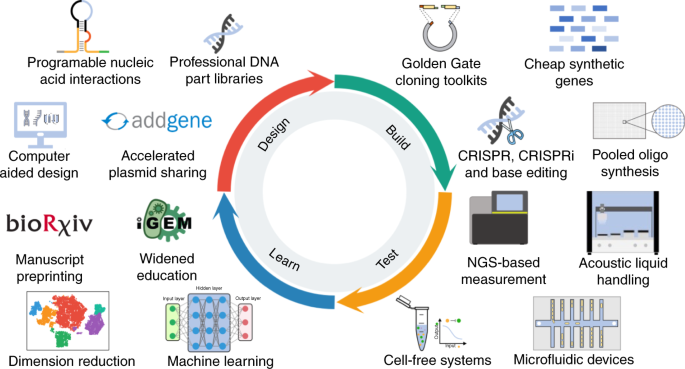 Programable nucleic
acid interactions
Professional DNA
part libraries
Golden Gate
cloning toolkits
Cheap synthetic
genes
Computer
aided design
addgene
Accelerated
plasmid sharing
Design
Build
CRISPR, CRISPRi
and base editing
Pooled oligo
synthesis
bioRχiv
Manuscript
preprinting
iGEM
Widened
education
Learn
Test
NGS-based
measurement
Acoustic liquid
handling
Dimension reduction
Input layer
Hidden layer
Output layer
Machine learning
Outpute
Input
Cell-free systems
Microfluidic devices